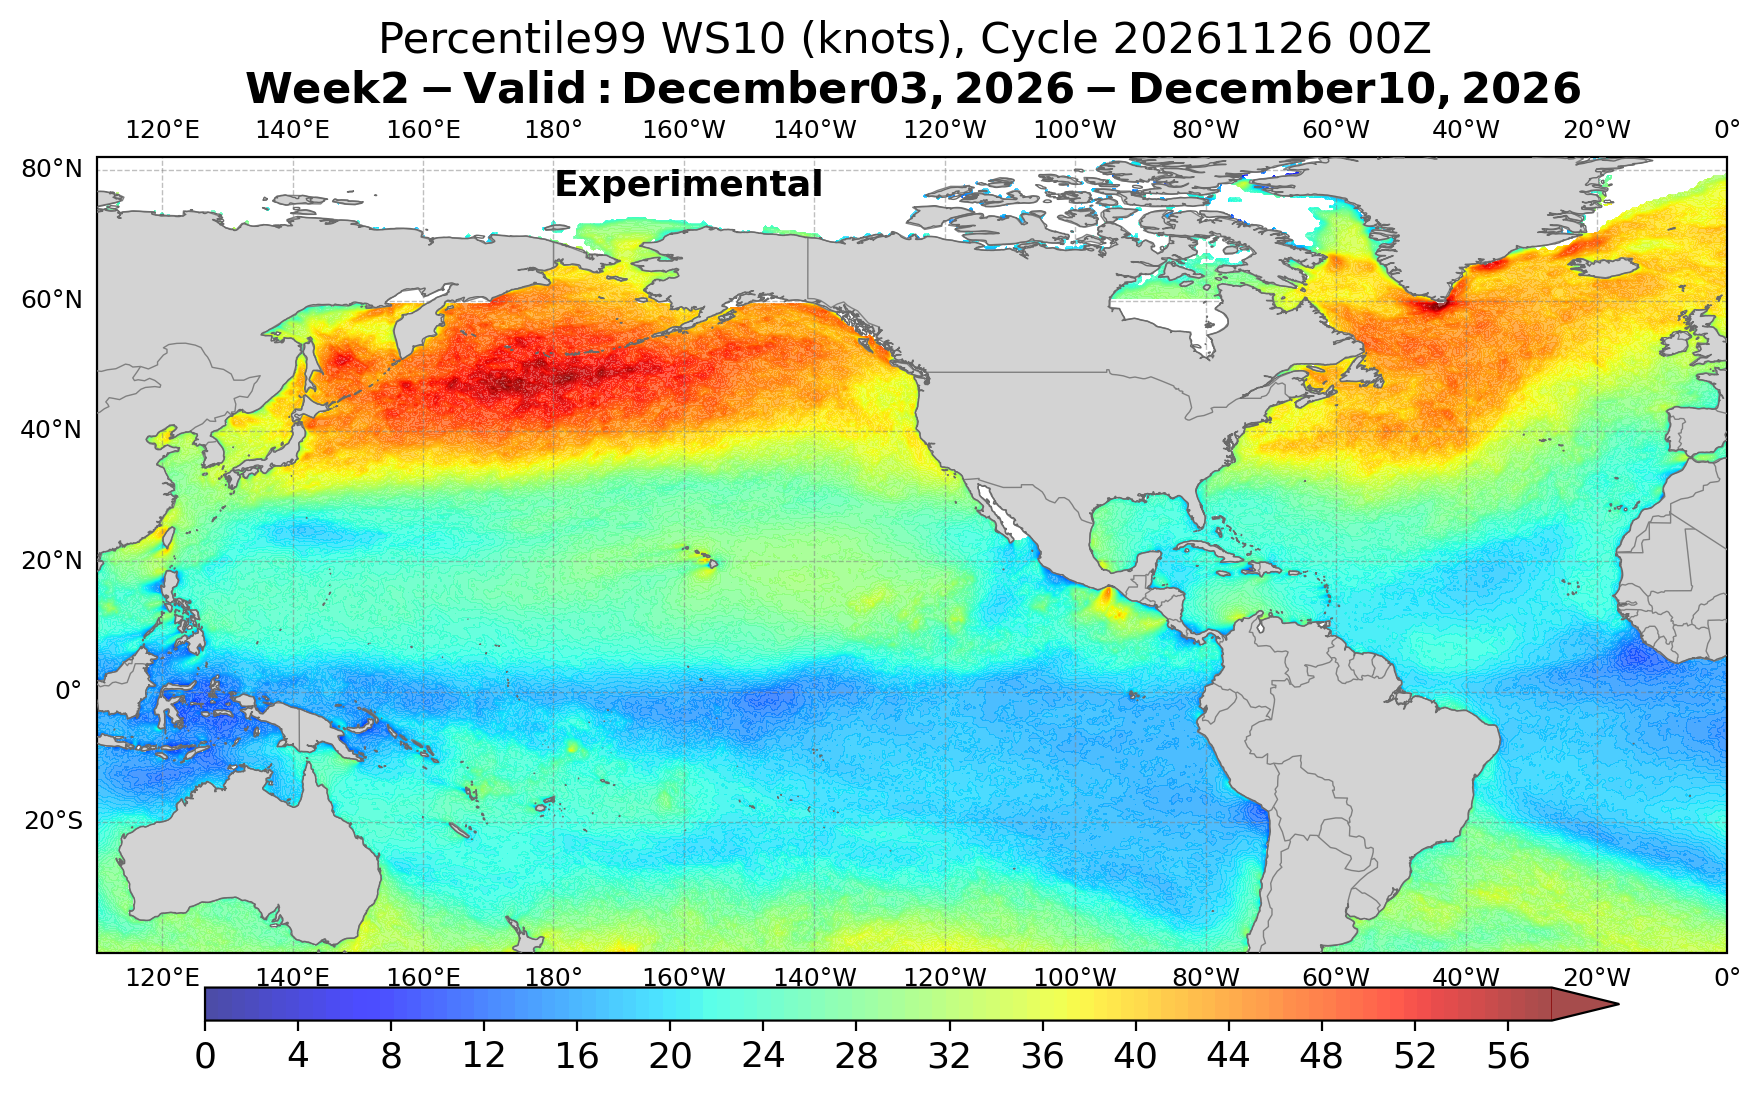 Percentile99 WS10 (knots), Cycle 20261126 00Z
Week2 − Valid : December03, 2026 − December10, 2026
120°E 140°E 160°E 180° 160°W 140°W 120°W 100°W 80°W 60°W 40°W 20°W 0°
80°N
Experimental
60°N
40°N
20°N
0°
20°S
120°E 140°E 160°E 180° 160°W 140°W 120°W 100°W 80°W 60°W 40°W 20°W 0°
0 4 8 12 16 20 24 28 32 36 40 44 48 52 56